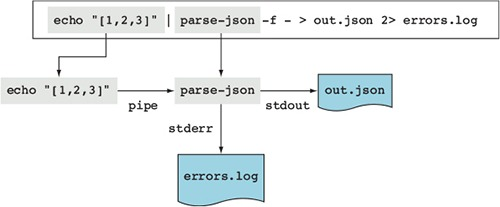 echo "[1,2,3]" | parse-json -f - > out.json 2> errors.log
echo "[1,2,3]"
pipe
parse-json
stdout
out.json
stderr
errors.log